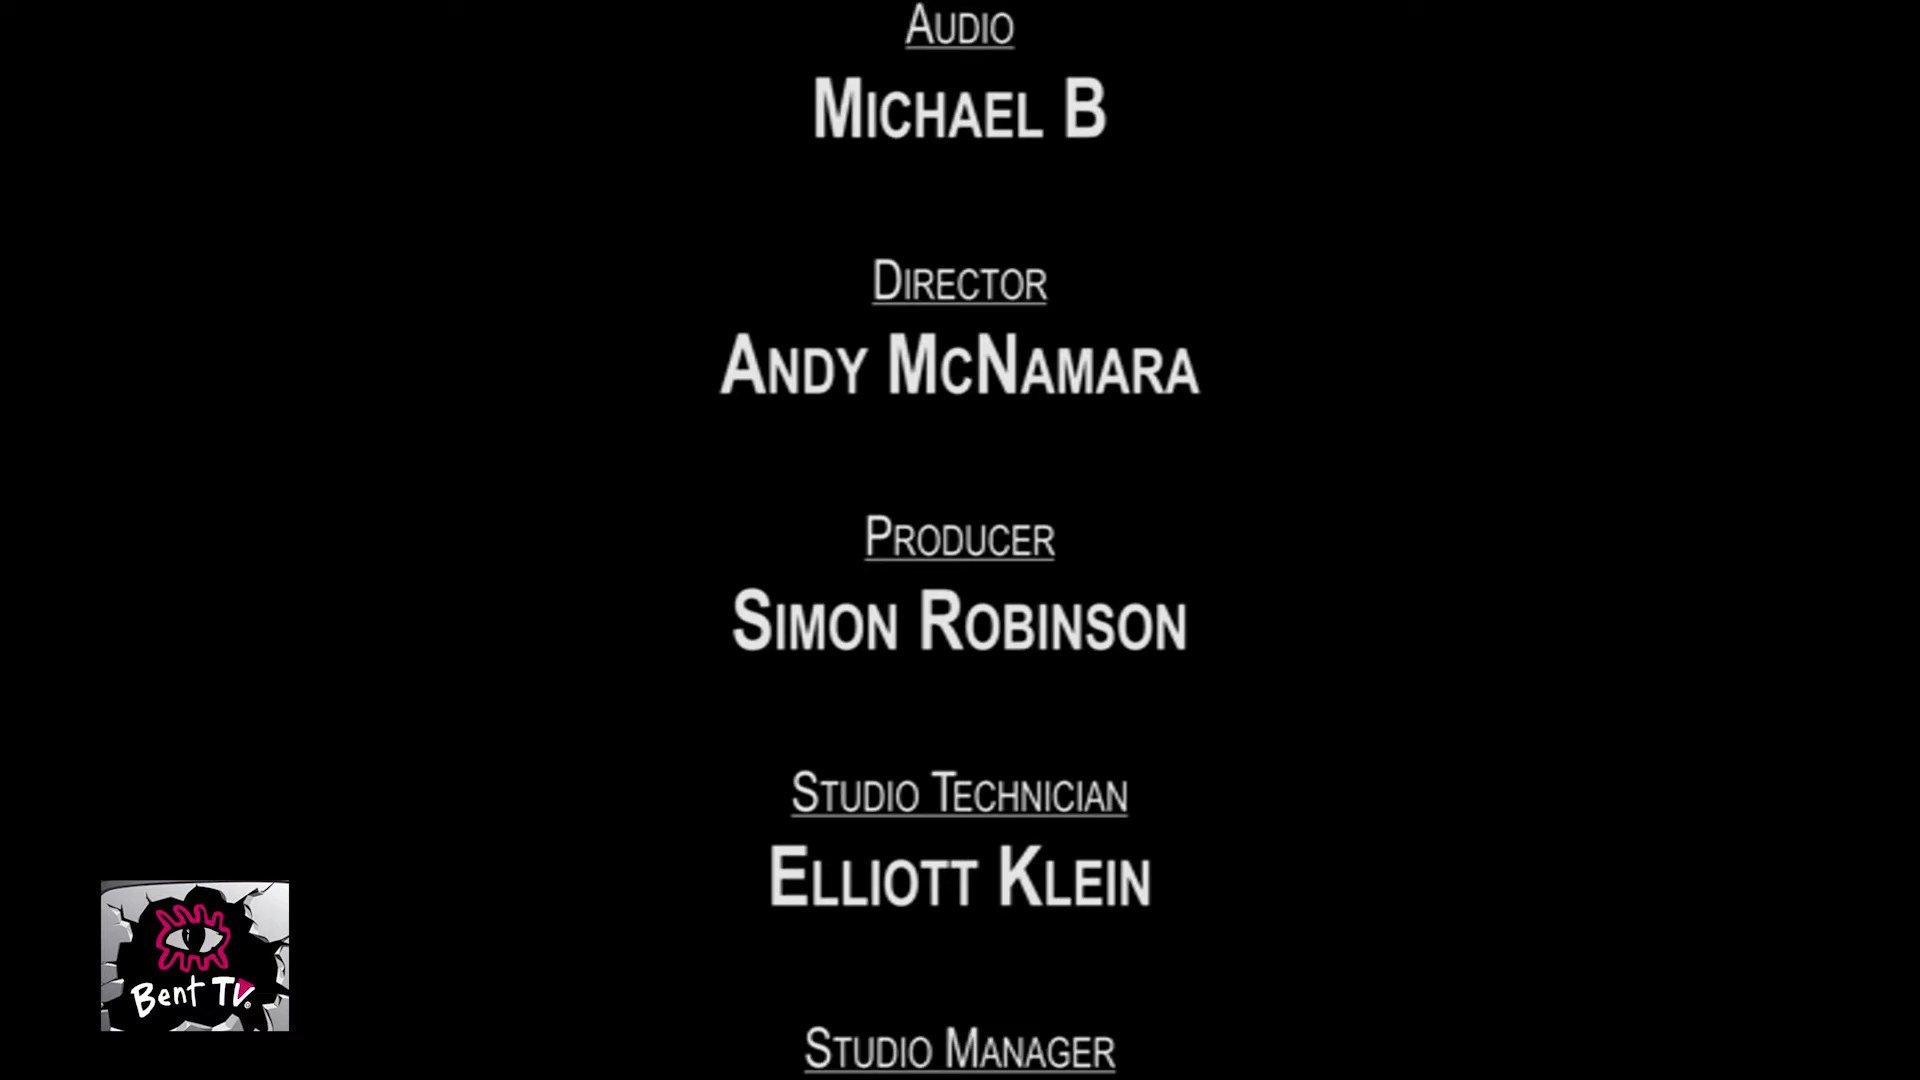 AUDIO
MICHAEL B
DIRECTOR
ANDY MCNAMARA
PRODUCER
SIMON ROBINSON
STUDIO TECHNICIAN
ELLIOTT KLEIN
STUDIO MANAGER
Bent TV